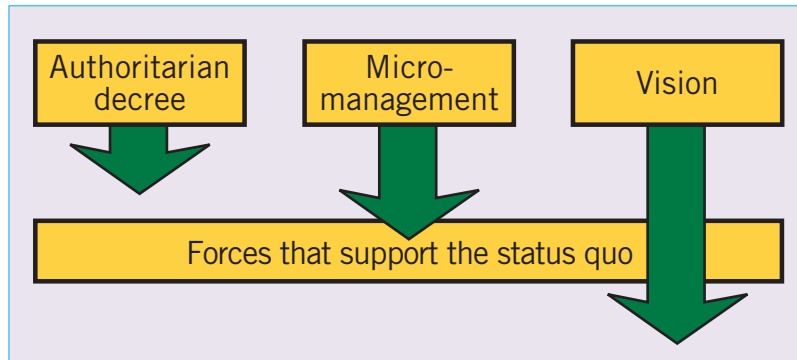 Authoritarian
decree
Micro-
management
Vision
Forces that support the status quo